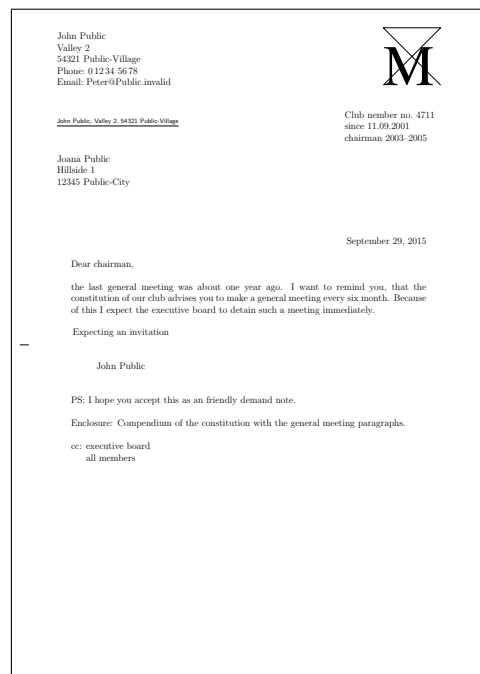 John Public
Valley 2
54321 Public-Village
Phone: 0 12 34 56 78
Email: Peter@Public.invalid
M
John Public, Valley 2, 54321 Public-Village
Club nember no. 4711
since 11.09.2001
chairman 2003–2005
Joana Public
Hillside 1
12345 Public-City
September 29, 2015
Dear chairman,
the last general meeting was about one year ago. I want to remind you, that the
constitution of our club advises you to make a general meeting every six month. Because
of this I expect the executive board to detain such a meeting immediately.
Expecting an invitation
John Public
PS: I hope you accept this as an friendly demand note.
Enclosure: Compendium of the constitution with the general meeting paragraphs.
cc: executive board
all members